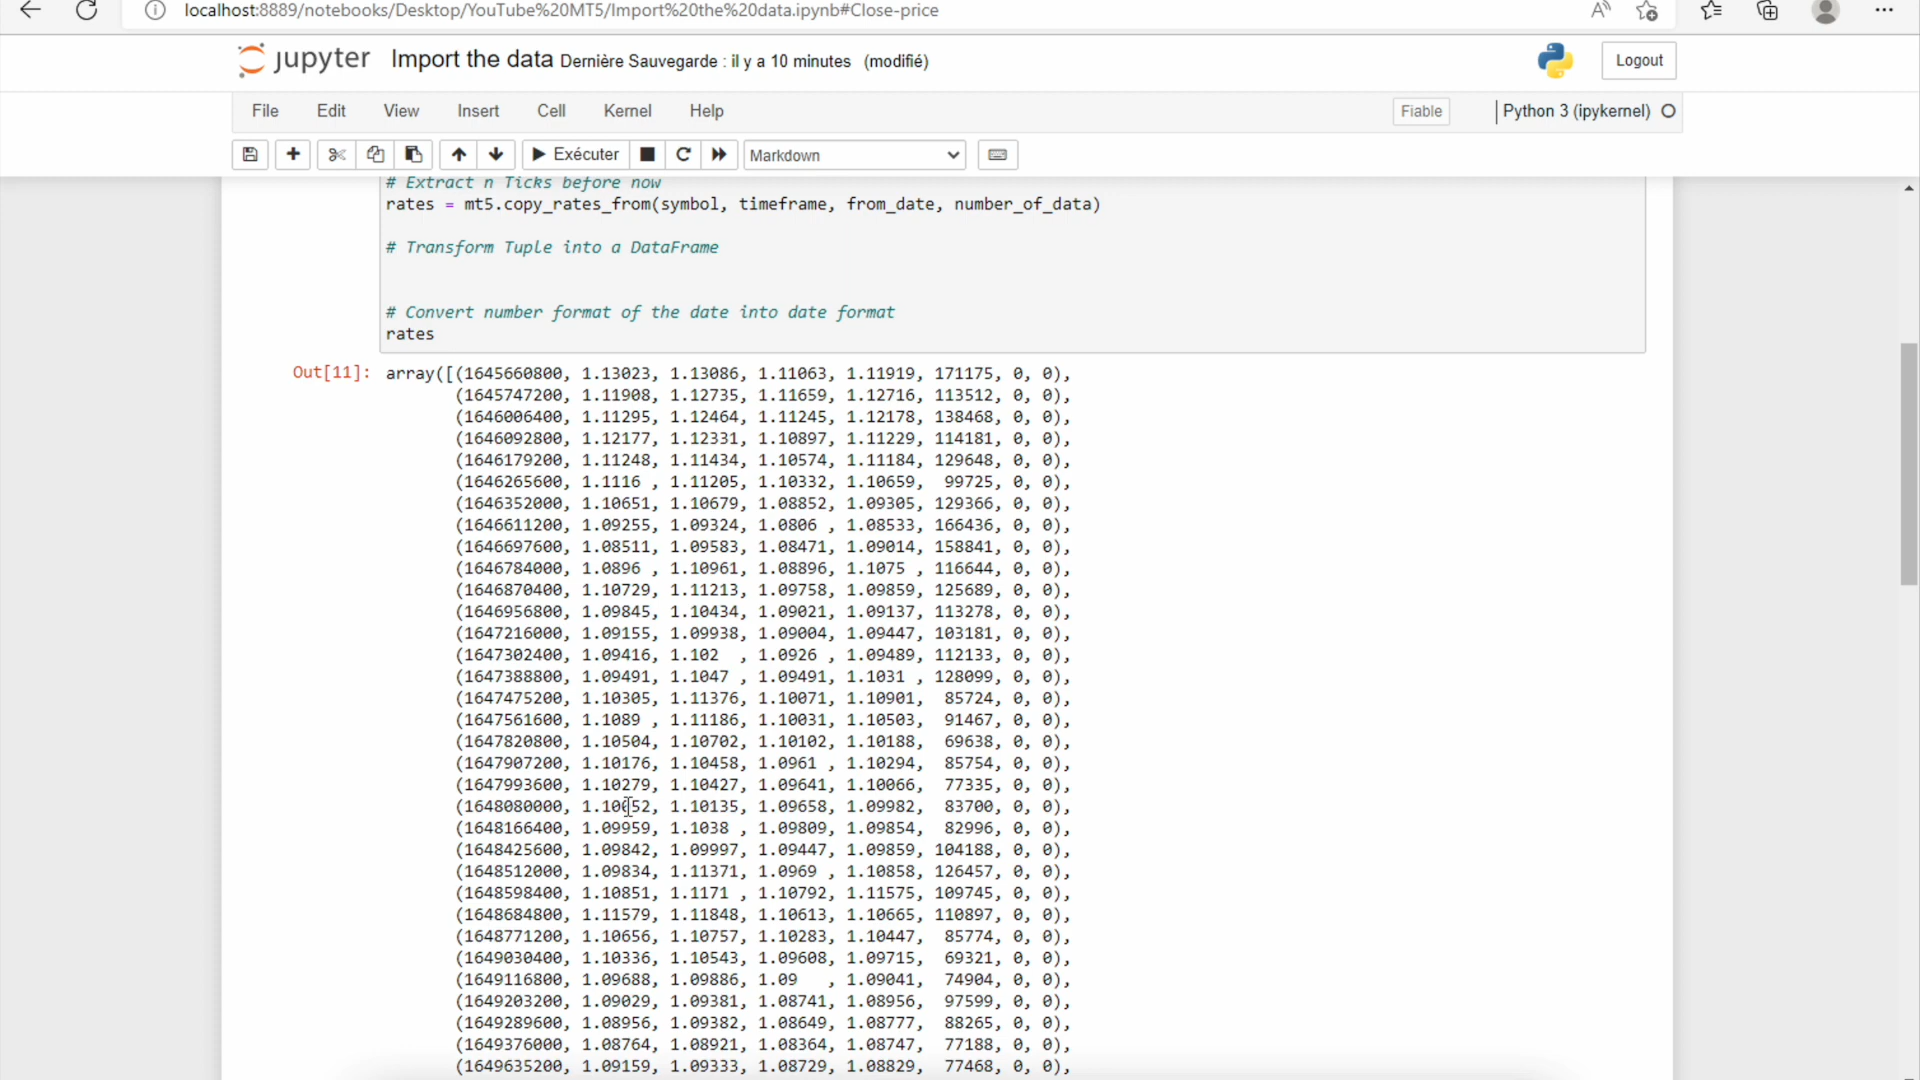 localhost:8889/notebooks/Desktop/YouTube%20MT5/Import%20the%20data.ipynb#Close-price
jupyter Import the data Dernière Sauvegarde : il y a 10 minutes (modifié)
Logout
File Edit View Insert Cell Kernel Help
Fiable
Python 3 (ipykernel)
Exécuter
Markdown
# Extract n Ticks before now
rates = mt5.copy_rates_from(symbol, timeframe, from_date, number_of_data)
# Transform Tuple into a DataFrame
# Convert number format of the date into date format
rates
Out[11]: array([(1645660800, 1.13023, 1.13086, 1.11063, 1.11919, 171175, 0, 0),
(1645747200, 1.11908, 1.12735, 1.11659, 1.12716, 113512, 0, 0),
(1646006400, 1.11295, 1.12464, 1.11245, 1.12178, 138468, 0, 0),
(1646092800, 1.12177, 1.12331, 1.10897, 1.11229, 114181, 0, 0),
(1646179200, 1.11248, 1.11434, 1.10574, 1.11184, 129648, 0, 0),
(1646265600, 1.1116 , 1.11205, 1.10332, 1.10659,  99725, 0, 0),
(1646352000, 1.10651, 1.10679, 1.08852, 1.09305, 129366, 0, 0),
(1646611200, 1.09255, 1.09324, 1.0806 , 1.08533, 166436, 0, 0),
(1646697600, 1.08511, 1.09583, 1.08471, 1.09014, 158841, 0, 0),
(1646784000, 1.0896 , 1.10961, 1.08896, 1.1075 , 116644, 0, 0),
(1646870400, 1.10729, 1.11213, 1.09758, 1.09859, 125689, 0, 0),
(1646956800, 1.09845, 1.10434, 1.09021, 1.09137, 113278, 0, 0),
(1647216000, 1.09155, 1.09938, 1.09004, 1.09447, 103181, 0, 0),
(1647302400, 1.09416, 1.102  , 1.0926 , 1.09489, 112133, 0, 0),
(1647388800, 1.09491, 1.1047 , 1.09491, 1.1031 , 128099, 0, 0),
(1647475200, 1.10305, 1.11376, 1.10071, 1.10901,  85724, 0, 0),
(1647561600, 1.1089 , 1.11186, 1.10031, 1.10503,  91467, 0, 0),
(1647820800, 1.10504, 1.10702, 1.10102, 1.10188,  69638, 0, 0),
(1647907200, 1.10176, 1.10458, 1.0961 , 1.10294,  85754, 0, 0),
(1647993600, 1.10279, 1.10427, 1.09641, 1.10066,  77335, 0, 0),
(1648080000, 1.10052, 1.10135, 1.09658, 1.09982,  83700, 0, 0),
(1648166400, 1.09959, 1.1038 , 1.09809, 1.09854,  82996, 0, 0),
(1648425600, 1.09842, 1.09997, 1.09447, 1.09859, 104188, 0, 0),
(1648512000, 1.09834, 1.11371, 1.0969 , 1.10858, 126457, 0, 0),
(1648598400, 1.10851, 1.1171 , 1.10792, 1.11575, 109745, 0, 0),
(1648684800, 1.11579, 1.11848, 1.10613, 1.10665, 110897, 0, 0),
(1648771200, 1.10656, 1.10757, 1.10283, 1.10447,  85774, 0, 0),
(1649030400, 1.10336, 1.10543, 1.09608, 1.09715,  69321, 0, 0),
(1649116800, 1.09688, 1.09886, 1.09   , 1.09041,  74904, 0, 0),
(1649203200, 1.09029, 1.09381, 1.08741, 1.08956,  97599, 0, 0),
(1649289600, 1.08956, 1.09382, 1.08649, 1.08777,  88265, 0, 0),
(1649376000, 1.08764, 1.08921, 1.08364, 1.08747,  77188, 0, 0),
(1649635200, 1.09159, 1.09333, 1.08729, 1.08829,  77468, 0, 0),